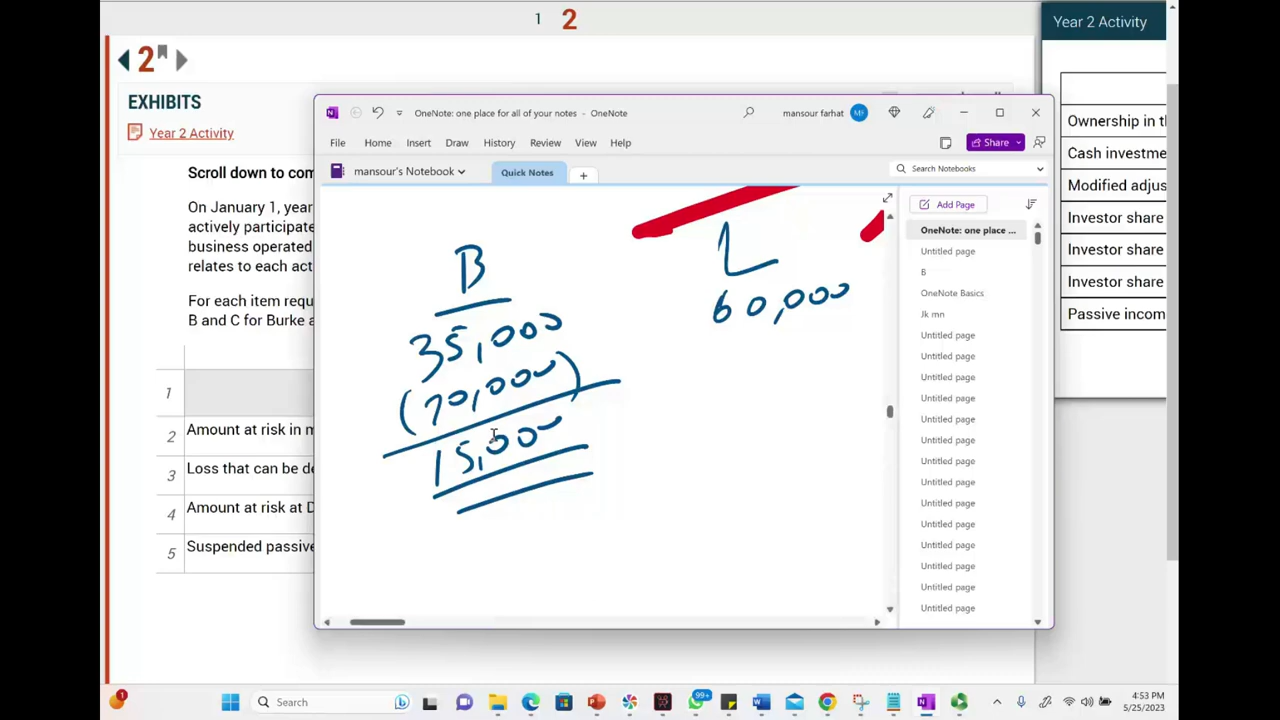 1 2
Year 2 Activity
2
EXHIBITS
Year 2 Activity
Scroll down to com
On January 1, year
actively participate
business operated
relates to each act
For each item requ
B and C for Burke a
1
2 Amount at risk in m
3 Loss that can be de
4 Amount at risk at D
5 Suspended passive
Ownership in th
Cash investme
Modified adjus
Investor share
Investor share
Investor share
Passive incom
OneNote: one place for all of your notes - OneNote
mansour farhat
MF
File Home Insert Draw History Review View Help
Share
mansour's Notebook
Quick Notes
+
Search Notebooks
Add Page
OneNote: one place ...
Untitled page
B
OneNote Basics
Jk mn
Untitled page
Untitled page
Untitled page
Untitled page
Untitled page
Untitled page
Untitled page
Untitled page
Untitled page
Untitled page
Untitled page
Untitled page
Untitled page
Untitled page
B
35,000
(20,000)
15,000
L
60,000
1
Search
99+
4:53 PM
5/25/2023